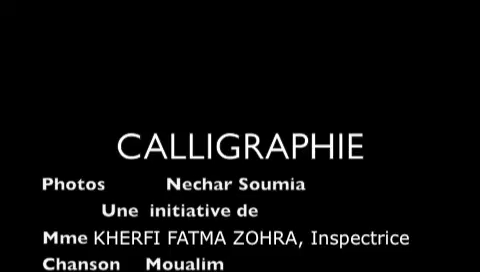 CALLIGRAPHIE
Photos Nechar Soumia
Une initiative de
Mme KHERFI FATMA ZOHRA, Inspectrice
Chanson Moualim